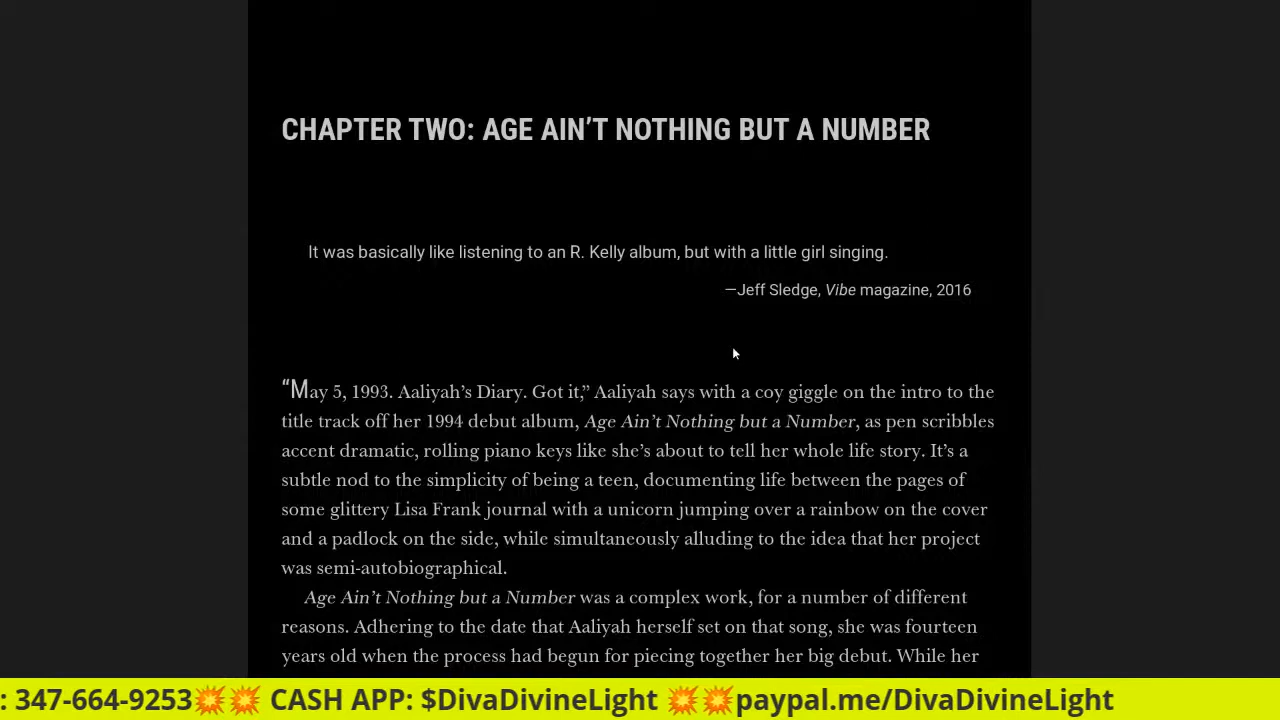 CHAPTER TWO: AGE AIN’T NOTHING BUT A NUMBER
It was basically like listening to an R. Kelly album, but with a little girl singing.
—Jeff Sledge, Vibe magazine, 2016
“May 5, 1993. Aaliyah’s Diary. Got it,” Aaliyah says with a coy giggle on the intro to the
title track off her 1994 debut album, Age Ain’t Nothing but a Number, as pen scribbles
accent dramatic, rolling piano keys like she’s about to tell her whole life story. It’s a
subtle nod to the simplicity of being a teen, documenting life between the pages of
some glittery Lisa Frank journal with a unicorn jumping over a rainbow on the cover
and a padlock on the side, while simultaneously alluding to the idea that her project
was semi-autobiographical.
Age Ain’t Nothing but a Number was a complex work, for a number of different
reasons. Adhering to the date that Aaliyah herself set on that song, she was fourteen
years old when the process had begun for piecing together her big debut. While her
: 347-664-9253💥💥 CASH APP: $DivaDivineLight 💥💥paypal.me/DivaDivineLight